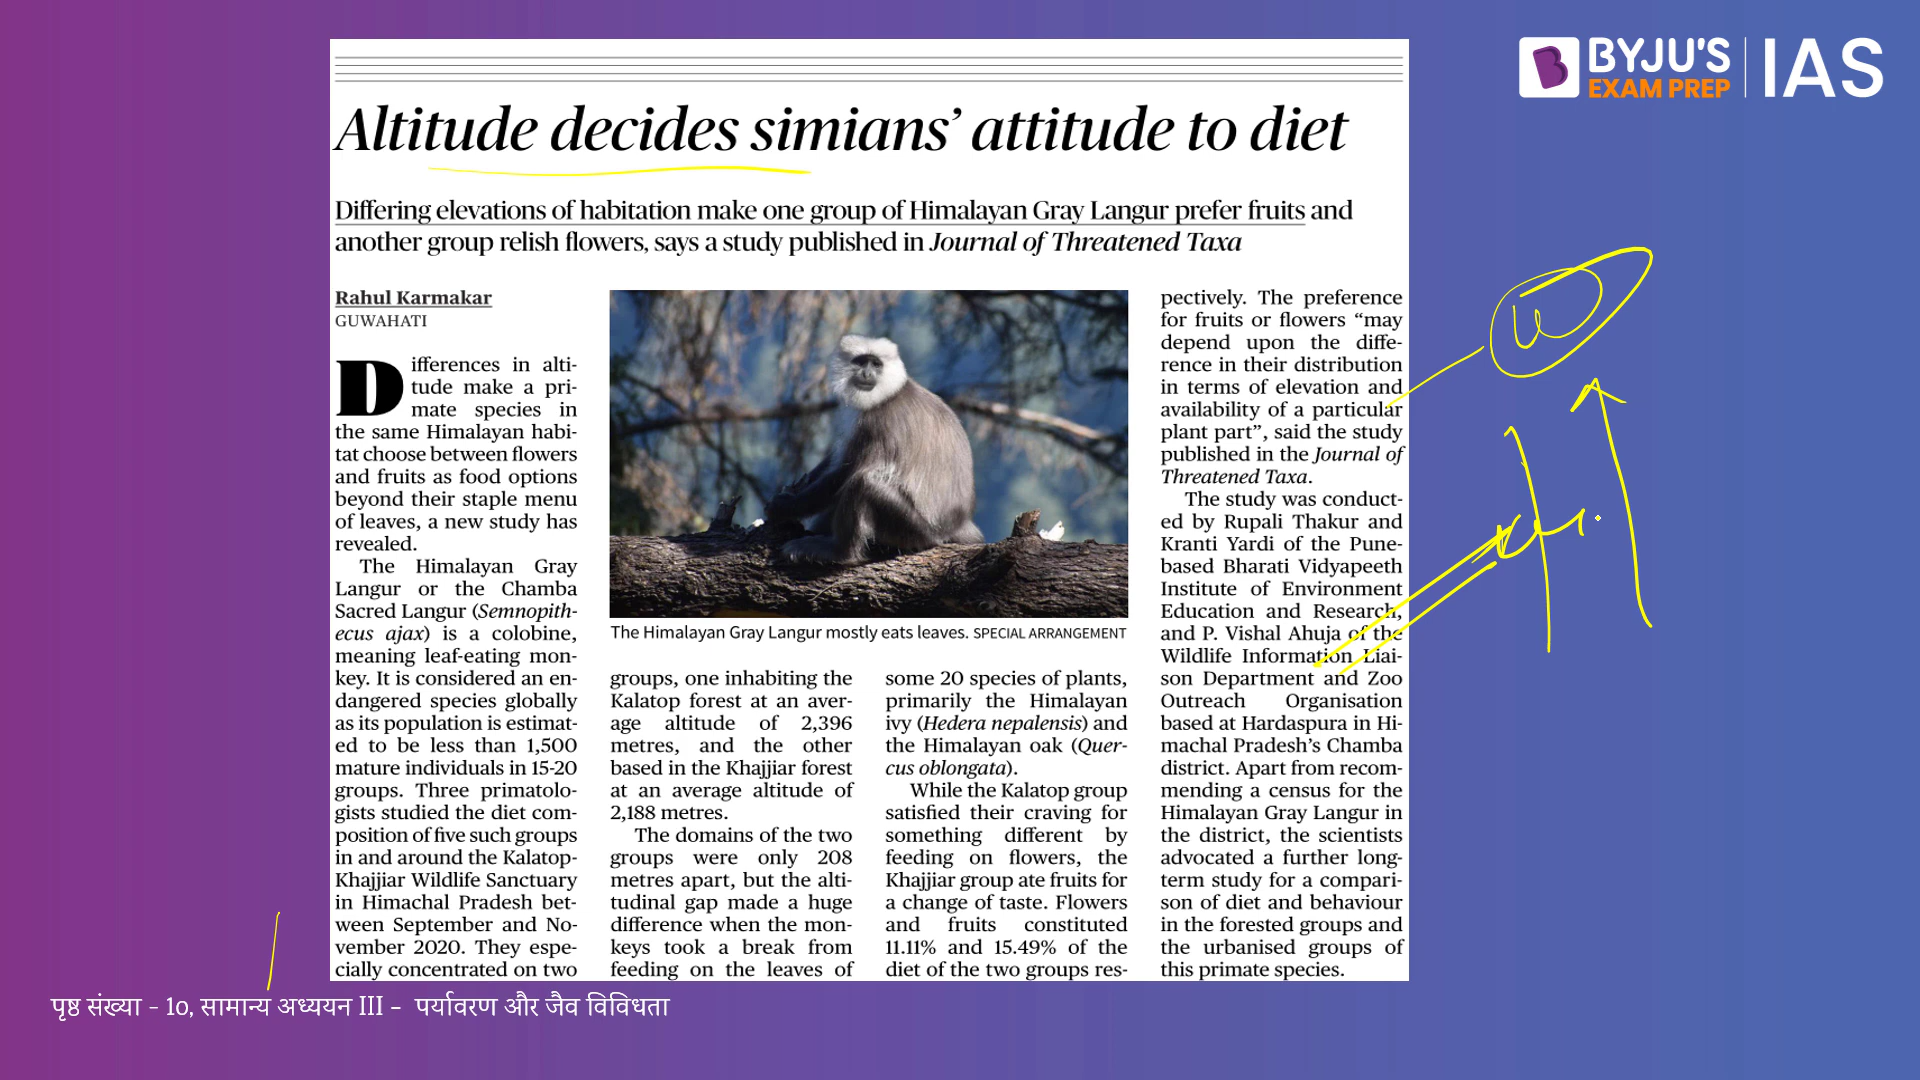 BYJU'S
EXAM PREP
IAS
Altitude decides simians’ attitude to diet
Differing elevations of habitation make one group of Himalayan Gray Langur prefer fruits and
another group relish flowers, says a study published in Journal of Threatened Taxa
Rahul Karmakar
GUWAHATI
Differences in alti-
tude make a pri-
mate species in
the same Himalayan habi-
tat choose between flowers
and fruits as food options
beyond their staple menu
of leaves, a new study has
revealed.
The Himalayan Gray
Langur or the Chamba
Sacred Langur (Semnopith-
ecus ajax) is a colobine,
meaning leaf-eating mon-
key. It is considered an en-
dangered species globally
as its population is estimat-
ed to be less than 1,500
mature individuals in 15-20
groups. Three primatolo-
gists studied the diet com-
position of five such groups
in and around the Kalatop-
Khajjiar Wildlife Sanctuary
in Himachal Pradesh bet-
ween September and No-
vember 2020. They espe-
cially concentrated on two
The Himalayan Gray Langur mostly eats leaves. SPECIAL ARRANGEMENT
groups, one inhabiting the
Kalatop forest at an aver-
age altitude of 2,396
metres, and the other
based in the Khajjiar forest
at an average altitude of
2,188 metres.
The domains of the two
groups were only 208
metres apart, but the alti-
tudinal gap made a huge
difference when the mon-
keys took a break from
feeding on the leaves of
some 20 species of plants,
primarily the Himalayan
ivy (Hedera nepalensis) and
the Himalayan oak (Quer-
cus oblongata).
While the Kalatop group
satisfied their craving for
something different by
feeding on flowers, the
Khajjiar group ate fruits for
a change of taste. Flowers
and fruits constituted
11.11% and 15.49% of the
diet of the two groups res-
pectively. The preference
for fruits or flowers “may
depend upon the diffe-
rence in their distribution
in terms of elevation and
availability of a particular
plant part”, said the study
published in the Journal of
Threatened Taxa.
The study was conduct-
ed by Rupali Thakur and
Kranti Yardi of the Pune-
based Bharati Vidyapeeth
Institute of Environment
Education and Research,
and P. Vishal Ahuja of the
Wildlife Information Liai-
son Department and Zoo
Outreach Organisation
based at Hardaspura in Hi-
machal Pradesh’s Chamba
district. Apart from recom-
mending a census for the
Himalayan Gray Langur in
the district, the scientists
advocated a further long-
term study for a compari-
son of diet and behaviour
in the forested groups and
the urbanised groups of
this primate species.
पृष्ठ संख्या - 10, सामान्य अध्ययन III – पर्यावरण और जैव विविधता